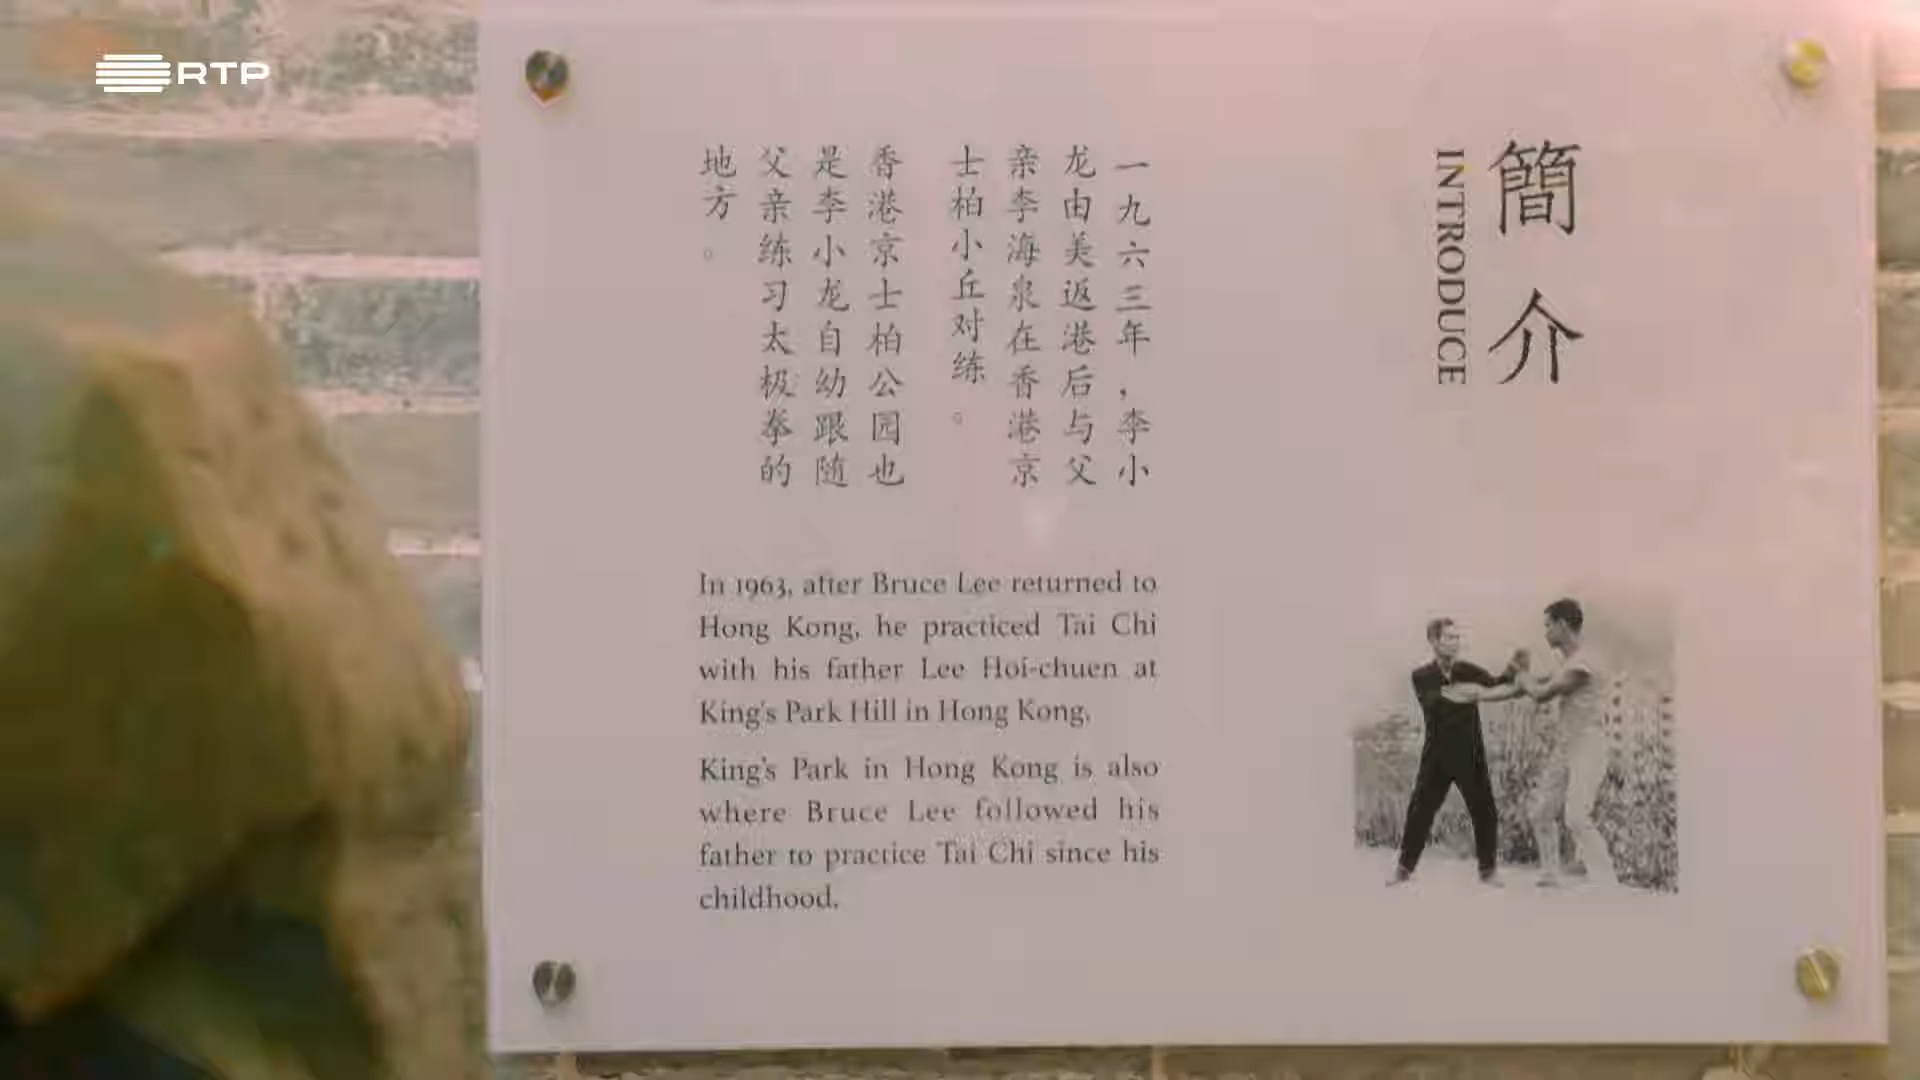 RTP
簡介
INTRODUCE
一九六三年，李小
龙由美返港后与父
亲李海泉在香港京
士柏小丘对练。
香港京士柏公园也
是李小龙自幼跟随
父亲练习太极拳的
地方。
In 1963, after Bruce Lee returned to
Hong Kong, he practiced Tai Chi
with his father Lee Hoi-chuen at
King's Park Hill in Hong Kong.
King's Park in Hong Kong is also
where Bruce Lee followed his
father to practice Tai Chi since his
childhood.